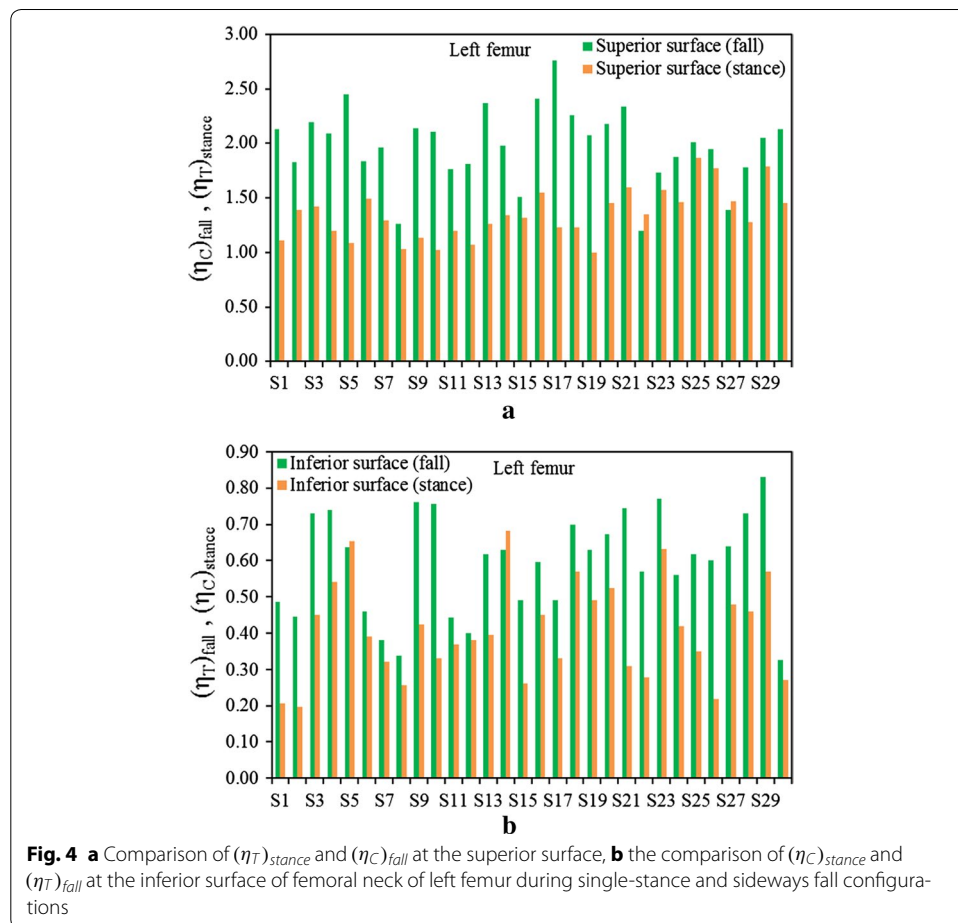 3.00
Left femur
Superior surface (fall)
Superior surface (stance)
2.50
2.00
1.50
1.00
0.50
0.00
(ηC)fall , (ηT)stance
S1 S3 S5 S7 S9 S11 S13 S15 S17 S19 S21 S23 S25 S27 S29
a
0.90
Inferior surface (fall)
Left femur
Inferior surface (stance)
0.80
0.70
0.60
0.50
0.40
0.30
0.20
0.10
0.00
(ηT)fall , (ηC)stance
S1 S3 S5 S7 S9 S11 S13 S15 S17 S19 S21 S23 S25 S27 S29
b
Fig. 4 a Comparison of (ηT)stance and (ηC)fall at the superior surface, b the comparison of (ηC)stance and
(ηT)fall at the inferior surface of femoral neck of left femur during single-stance and sideways fall configura-
tions